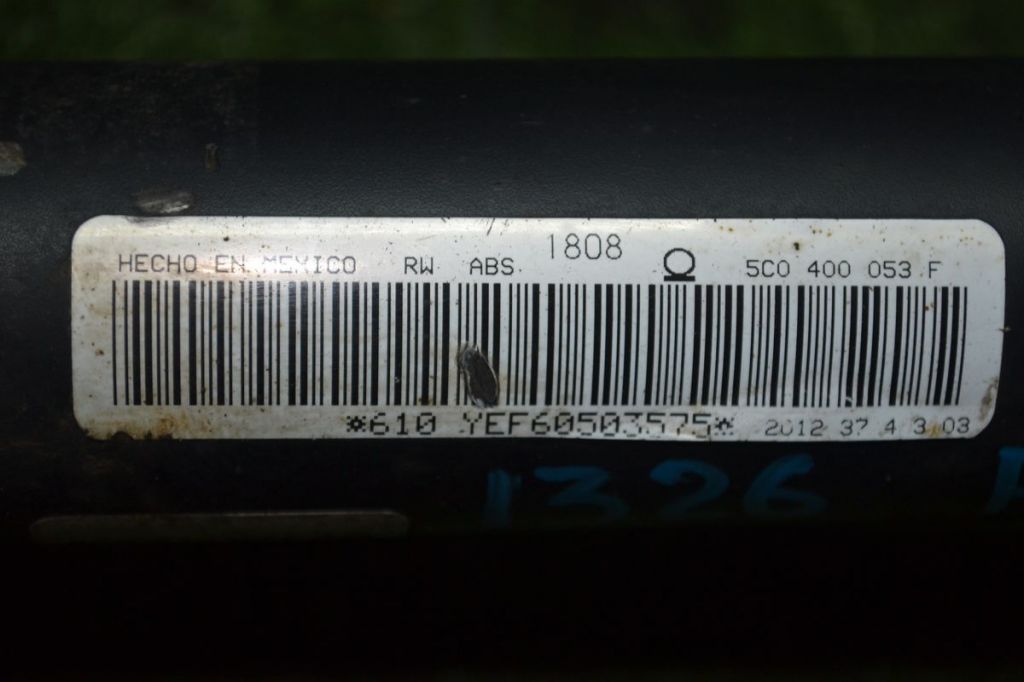 1808
HECHO EN MEXICO RW ABS 5C0 400 053 F
*610 YEF60503575* 2012 37 4 3 03
1326